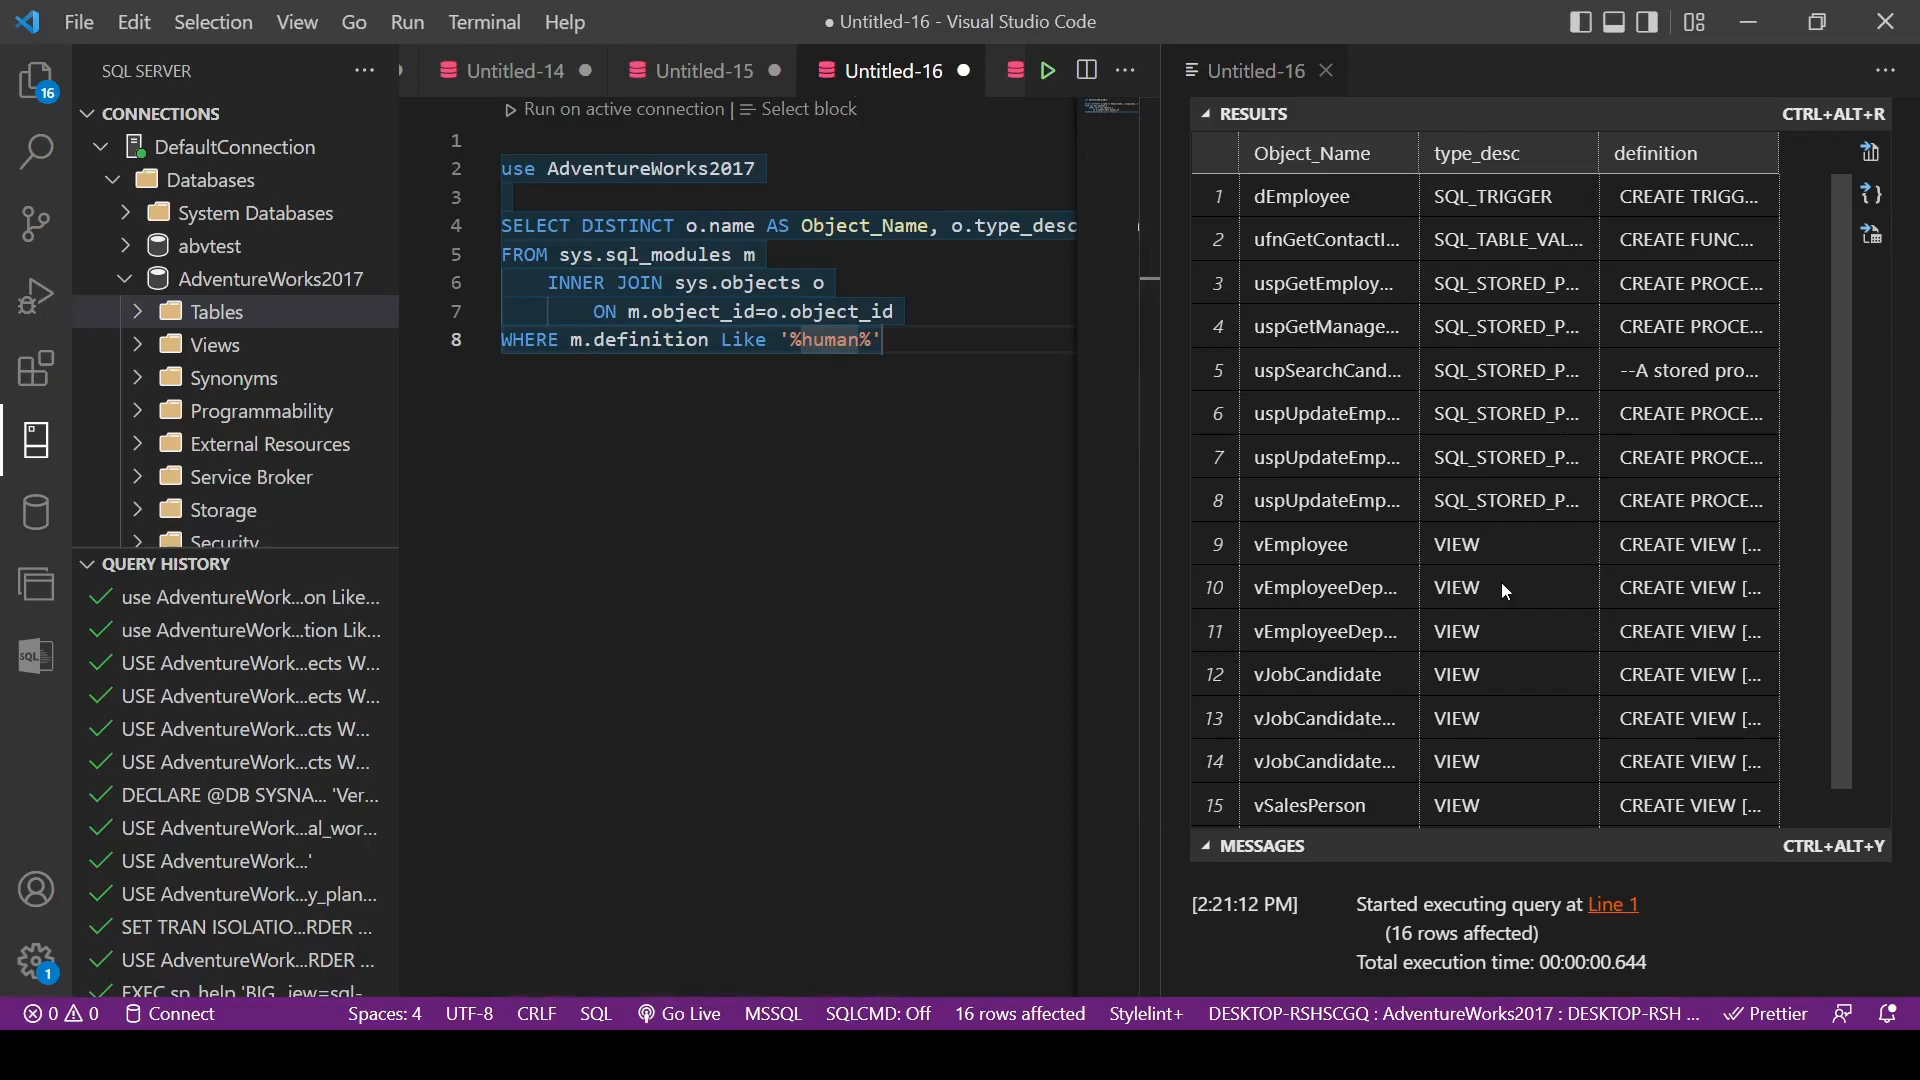 File Edit Selection View Go Run Terminal Help
● Untitled-16 - Visual Studio Code
16
SQL SERVER
CONNECTIONS
DefaultConnection
Databases
System Databases
abvtest
AdventureWorks2017
Tables
Views
Synonyms
Programmability
External Resources
Service Broker
Storage
Security
QUERY HISTORY
use AdventureWork...on Like...
use AdventureWork...tion Lik...
USE AdventureWork...ects W...
USE AdventureWork...ects W...
USE AdventureWork...cts W...
USE AdventureWork...cts W...
DECLARE @DB SYSNA... 'Ver...
USE AdventureWork...al_wor...
USE AdventureWork...'
USE AdventureWork...y_plan...
SET TRAN ISOLATIO...RDER ...
USE AdventureWork...RDER ...
EXEC sp_help 'BIG
SQL
1
Untitled-14 Untitled-15 Untitled-16
Run on active connection | Select block
1
2 use AdventureWorks2017
3
4 SELECT DISTINCT o.name AS Object_Name, o.type_desc
5 FROM sys.sql_modules m
6 INNER JOIN sys.objects o
7 ON m.object_id=o.object_id
8 WHERE m.definition Like '%human%'
Untitled-16
RESULTS CTRL+ALT+R
Object_Name type_desc definition
1 dEmployee SQL_TRIGGER CREATE TRIGG...
2 ufnGetContactI... SQL_TABLE_VAL... CREATE FUNC...
3 uspGetEmploy... SQL_STORED_P... CREATE PROCE...
4 uspGetManage... SQL_STORED_P... CREATE PROCE...
5 uspSearchCand... SQL_STORED_P... --A stored pro...
6 uspUpdateEmp... SQL_STORED_P... CREATE PROCE...
7 uspUpdateEmp... SQL_STORED_P... CREATE PROCE...
8 uspUpdateEmp... SQL_STORED_P... CREATE PROCE...
9 vEmployee VIEW CREATE VIEW [...
10 vEmployeeDep... VIEW CREATE VIEW [...
11 vEmployeeDep... VIEW CREATE VIEW [...
12 vJobCandidate VIEW CREATE VIEW [...
13 vJobCandidate... VIEW CREATE VIEW [...
14 vJobCandidate... VIEW CREATE VIEW [...
15 vSalesPerson VIEW CREATE VIEW [...
MESSAGES CTRL+ALT+Y
[2:21:12 PM] Started executing query at Line 1
(16 rows affected)
Total execution time: 00:00:00.644
0 0 Connect Spaces: 4 UTF-8 CRLF SQL Go Live MSSQL SQLCMD: Off 16 rows affected Stylelint+ DESKTOP-RSHSCGQ : AdventureWorks2017 : DESKTOP-RSH ... Prettier